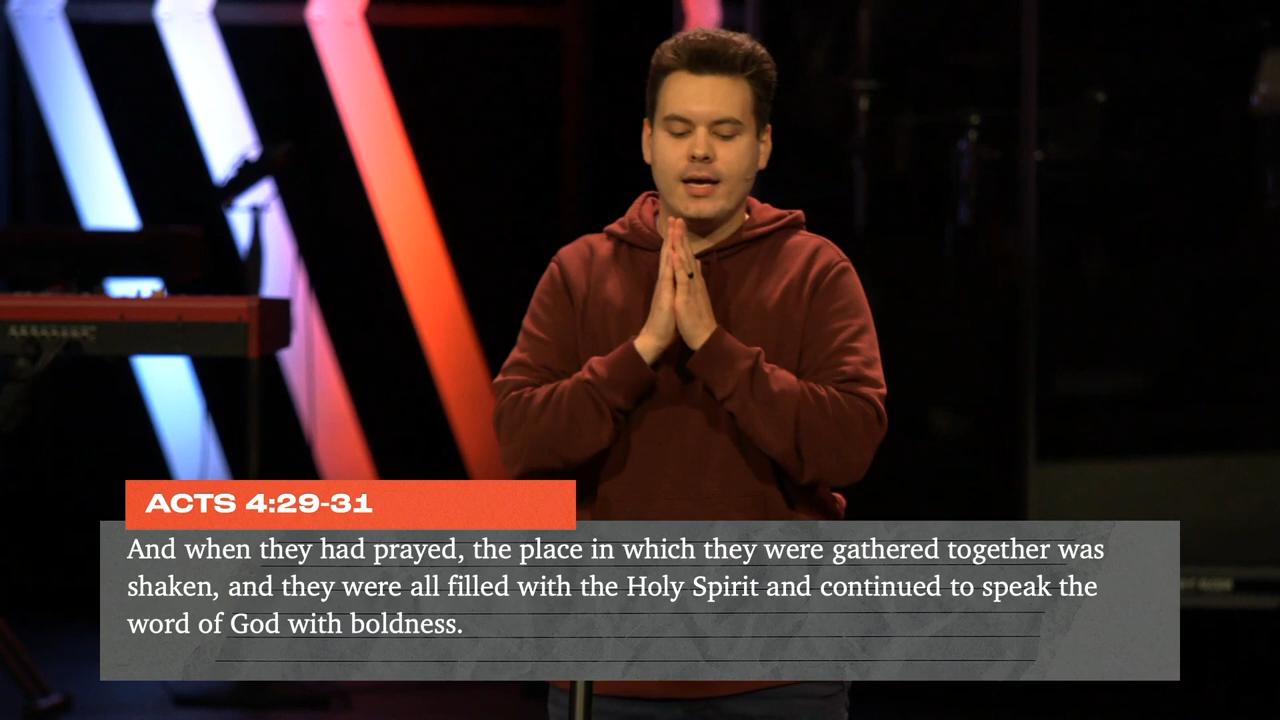 ACTS 4:29-31
And when they had prayed, the place in which they were gathered together was
shaken, and they were all filled with the Holy Spirit and continued to speak the
word of God with boldness.